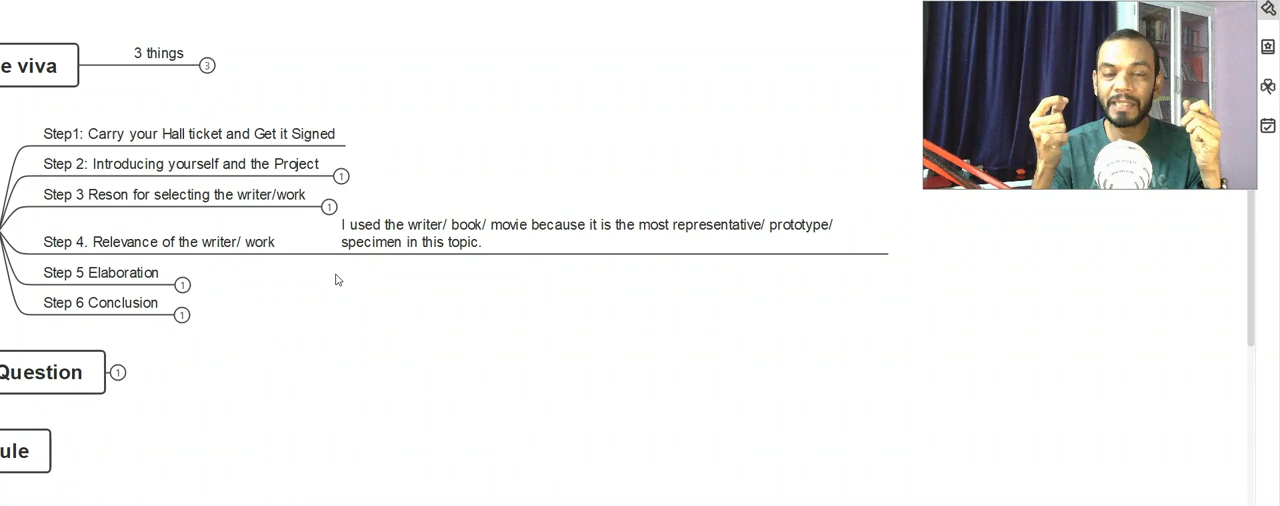 e viva
3 things
3
Step1: Carry your Hall ticket and Get it Signed
Step 2: Introducing yourself and the Project
1
Step 3 Reson for selecting the writer/work
1
Step 4. Relevance of the writer/ work
I used the writer/ book/ movie because it is the most representative/ prototype/
specimen in this topic.
Step 5 Elaboration
1
Step 6 Conclusion
1
Question
1
ule